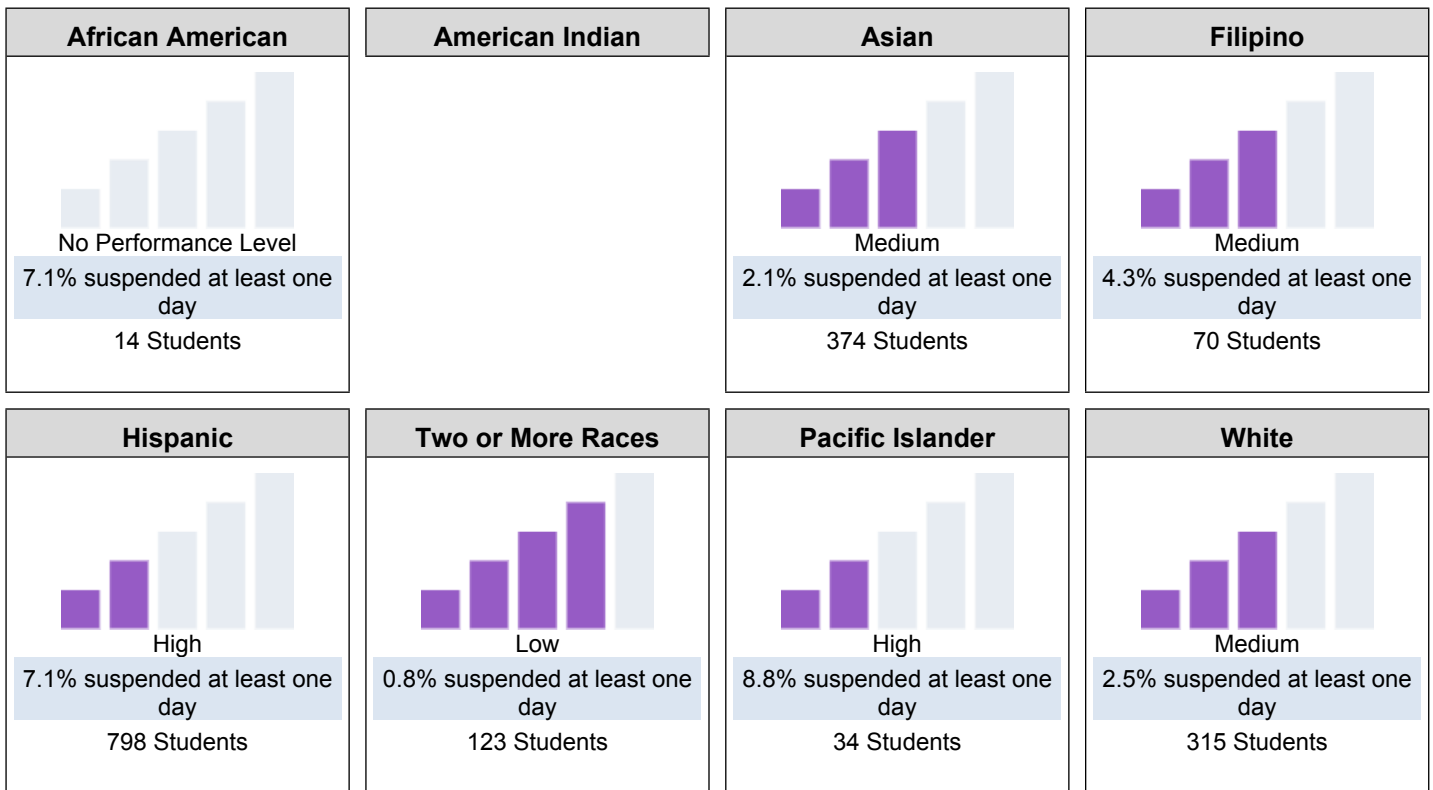 African American
No Performance Level
7.1% suspended at least one
day
14 Students
American Indian
Asian
Medium
2.1% suspended at least one
day
374 Students
Filipino
Medium
4.3% suspended at least one
day
70 Students
Hispanic
High
7.1% suspended at least one
day
798 Students
Two or More Races
Low
0.8% suspended at least one
day
123 Students
Pacific Islander
High
8.8% suspended at least one
day
34 Students
White
Medium
2.5% suspended at least one
day
315 Students